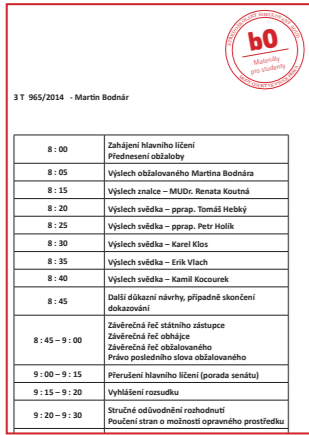 b0
Materiály
pro studenty
3 T 965/2014 - Martin Bodnár
8 : 00
Zahájení hlavního líčení
Přednesení obžaloby
8 : 05
Výslech obžalovaného Martina Bodnára
8 : 15
Výslech znalce – MUDr. Renata Koutná
8 : 20
Výslech svědka – pprap. Tomáš Hebký
8 : 25
Výslech svědka – pprap. Petr Holík
8 : 30
Výslech svědka – Karel Klos
8 : 35
Výslech svědka – Erik Vlach
8 : 40
Výslech svědka – Kamil Kocourek
8 : 45
Další důkazní návrhy, případně skončení
dokazování
8 : 45 – 9 : 00
Závěrečná řeč státního zástupce
Závěrečná řeč obhájce
Závěrečná řeč obžalovaného
Právo posledního slova obžalovaného
9 : 00 – 9 : 15
Přerušení hlavního líčení (porada senátu)
9 : 15 – 9 : 20
Vyhlášení rozsudku
9 : 20 – 9 : 30
Stručné odůvodnění rozhodnutí
Poučení stran o možnosti opravného prostředku